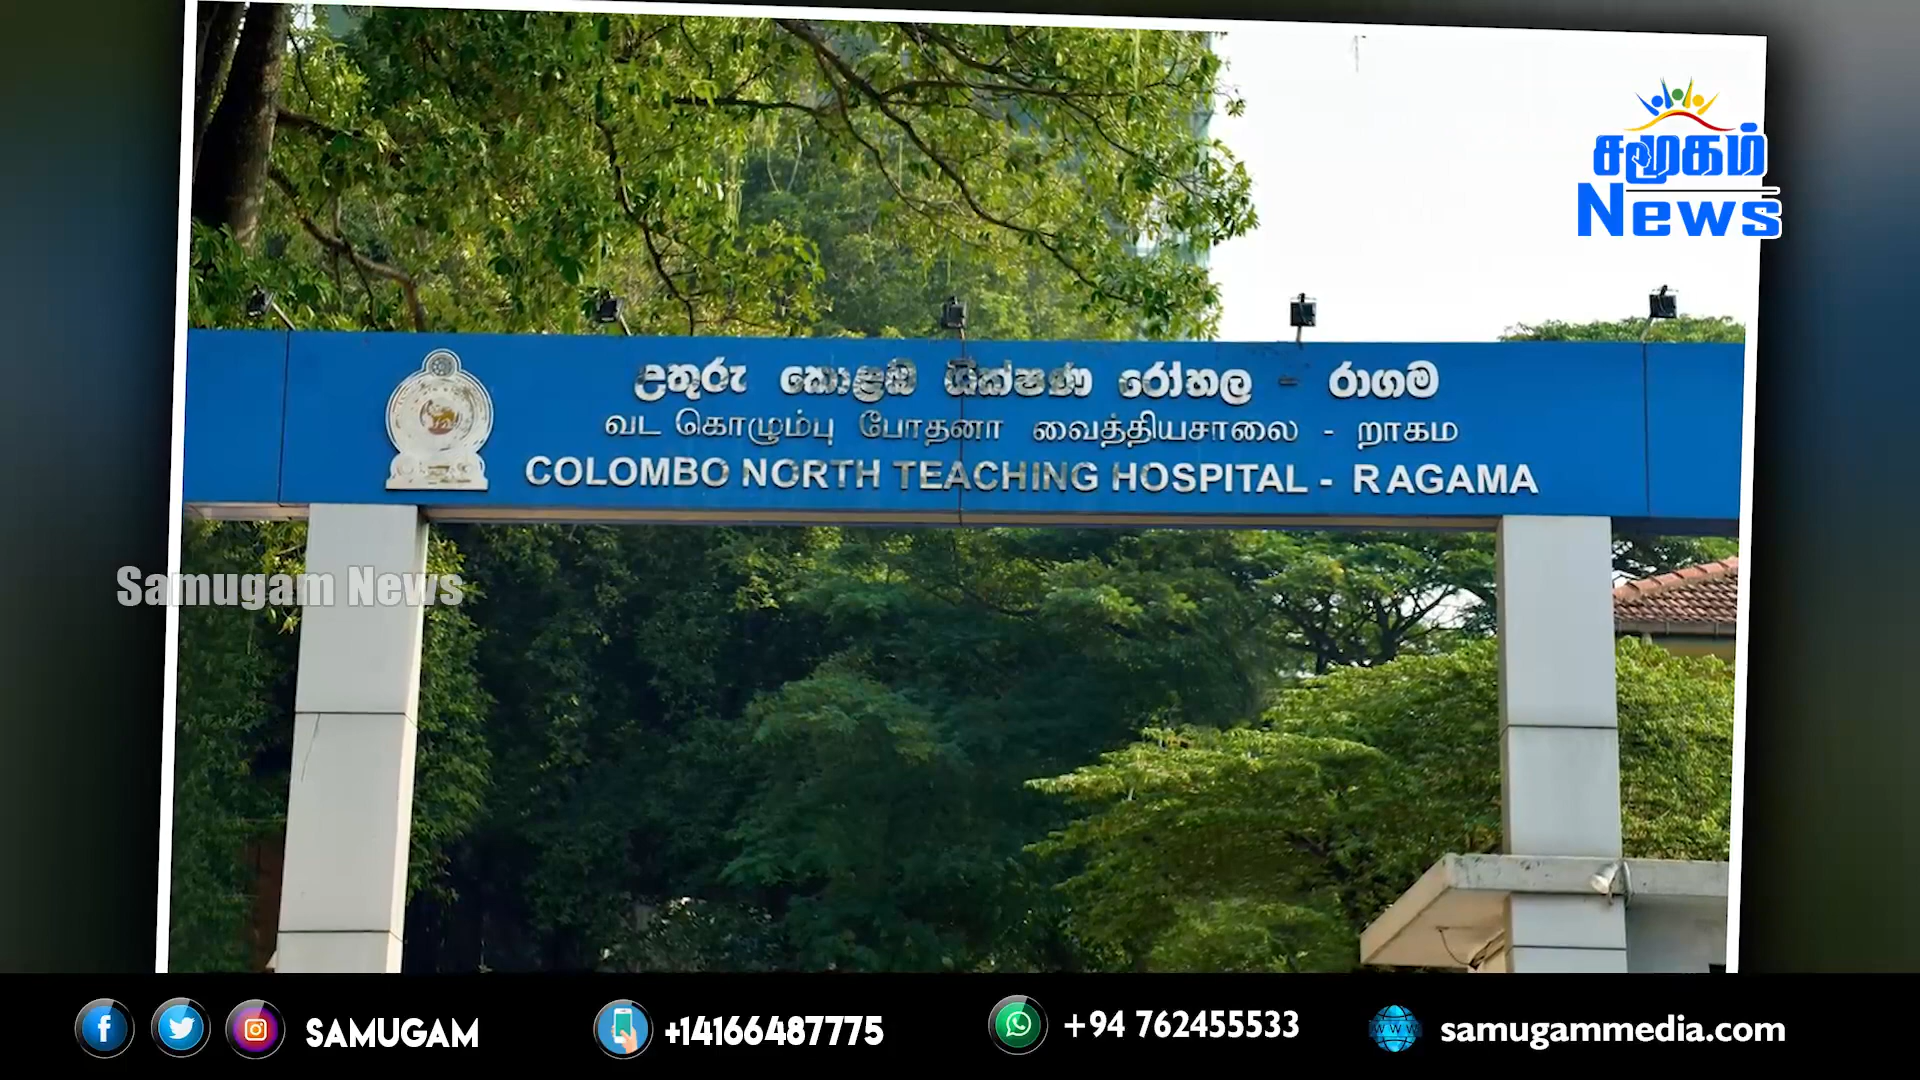 சமூகம்
News
උතුරු කොළඹ ශික්ෂණ රෝහල - රාගම
வட கொழும்பு போதனா வைத்தியசாலை - றாகம
COLOMBO NORTH TEACHING HOSPITAL - RAGAMA
Samugam News
SAMUGAM
+14166487775
+94 762455533
samugammedia.com